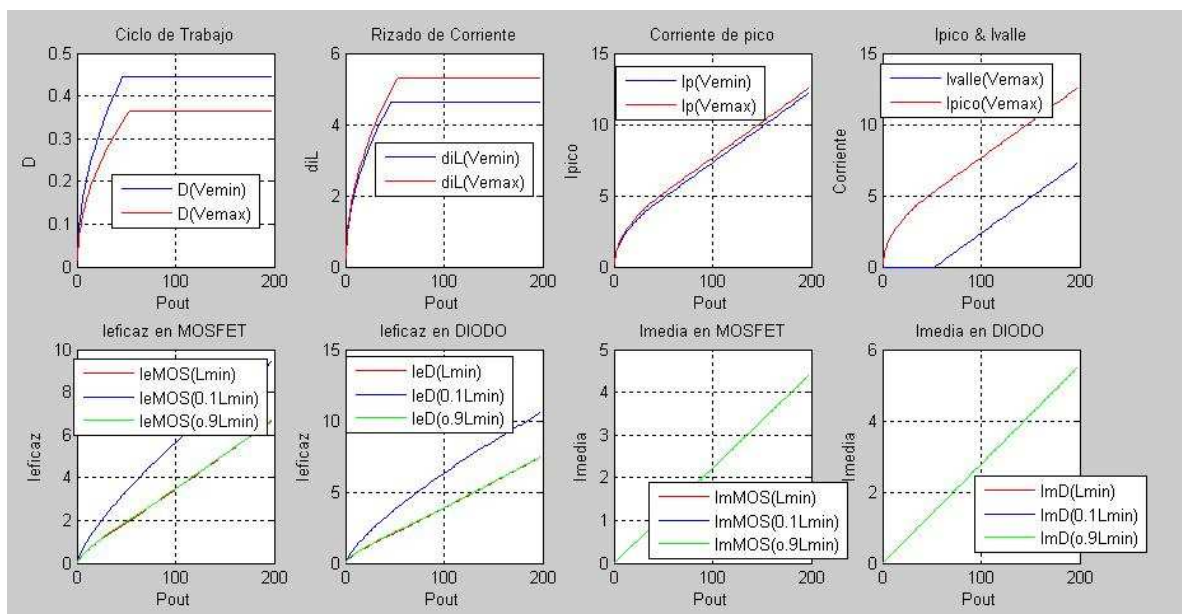 Ciclo de Trabajo
0.5
0.4
0.3
0.2
0.1
0
D
D(Vemin)
D(Vemax)
0 100 200
Pout
Rizado de Corriente
6
4
2
0
diL
diL(Vemin)
diL(Vemax)
0 100 200
Pout
Corriente de pico
15
10
5
0
Ipico
Ip(Vemin)
Ip(Vemax)
0 100 200
Pout
Ipico & Ivalle
15
10
5
0
Corriente
Ivalle(Vemax)
Ipico(Vemax)
0 100 200
Pout
Ieficaz en MOSFET
10
8
6
4
2
0
Ieficaz
IeMOS(Lmin)
IeMOS(0.1Lmin)
IeMOS(o.9Lmin)
0 100 200
Pout
Ieficaz en DIODO
15
10
5
0
Ieficaz
IeD(Lmin)
IeD(0.1Lmin)
IeD(o.9Lmin)
0 100 200
Pout
Imedia en MOSFET
5
4
3
2
1
0
Imedia
ImMOS(Lmin)
ImMOS(0.1Lmin)
ImMOS(o.9Lmin)
0 100 200
Pout
Imedia en DIODO
6
4
2
0
Imedia
ImD(Lmin)
ImD(0.1Lmin)
ImD(o.9Lmin)
0 100 200
Pout